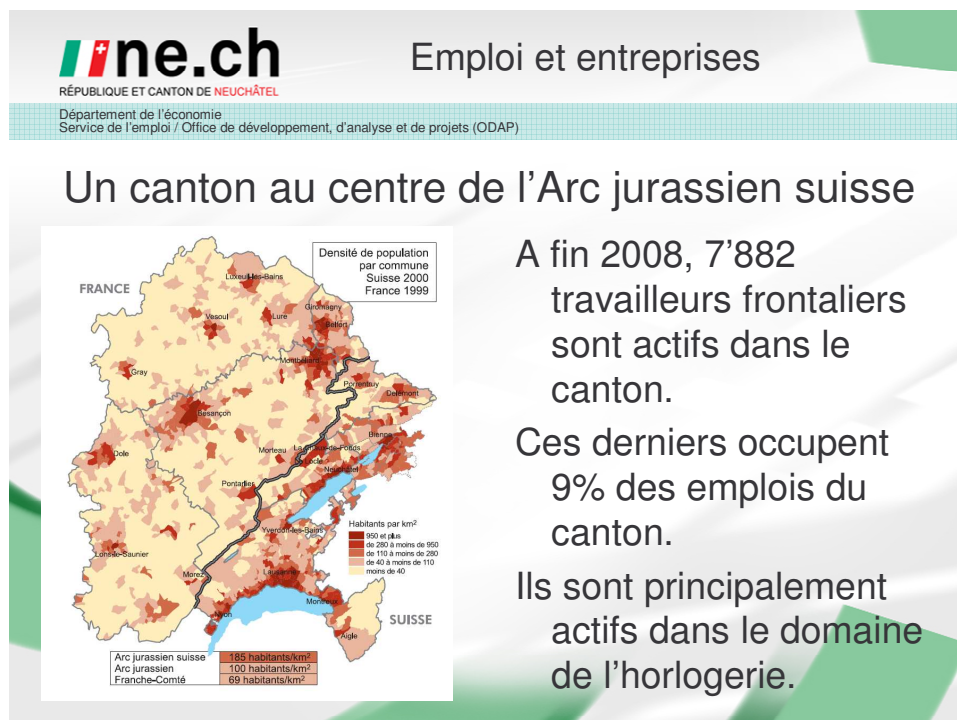 ne.ch
RÉPUBLIQUE ET CANTON DE NEUCHÂTEL
Emploi et entreprises
Département de l'économie
Service de l'emploi / Office de développement, d'analyse et de projets (ODAP)
Un canton au centre de l'Arc jurassien suisse
Densité de population
par commune
Suisse 2000
France 1999
FRANCE
Luxeuil-les-Bains
Giromagny
Vesoul
Lure
Belfort
Montbéliard
Gray
Porrentruy
Delémont
Besançon
Bienne
Dole
Morteau
La Chaux-de-Fonds
Le Locle
Neuchâtel
Pontarlier
Yverdon-les-Bains
Lons-le-Saunier
Morez
Lausanne
Montreux
Nyon
Aigle
SUISSE
Habitants par km²
950 et plus
de 280 à moins de 950
de 110 à moins de 280
de 40 à moins de 110
moins de 40
Arc jurassien suisse 185 habitants/km²
Arc jurassien 100 habitants/km²
Franche-Comté 69 habitants/km²
A fin 2008, 7'882
travailleurs frontaliers
sont actifs dans le
canton.
Ces derniers occupent
9% des emplois du
canton.
Ils sont principalement
actifs dans le domaine
de l'horlogerie.